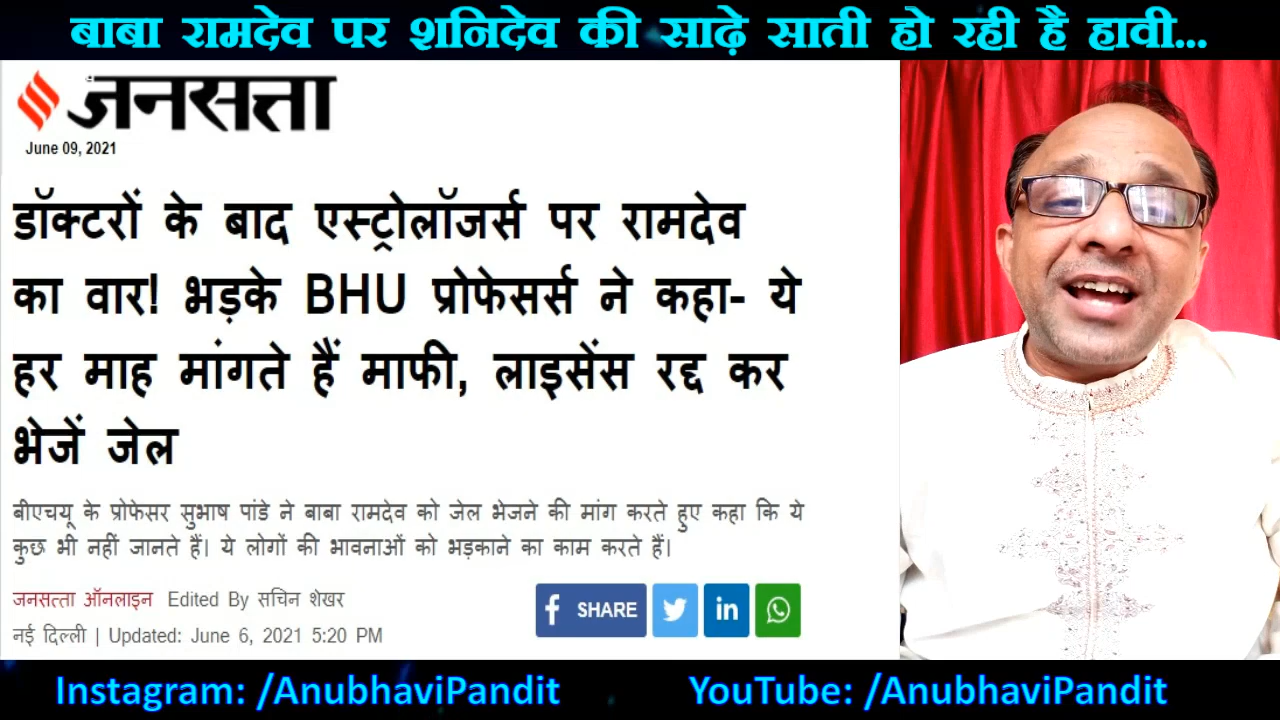 बाबा रामदेव पर शनिदेव की साढ़े साती हो रही है हावी...
जनसत्ता
June 09, 2021
डॉक्टरों के बाद एस्ट्रोलॉजर्स पर रामदेव
का वार! भड़के BHU प्रोफेसर्स ने कहा- ये
हर माह मांगते हैं माफी, लाइसेंस रद्द कर
भेजें जेल
बीएचयू के प्रोफेसर सुभाष पांडे ने बाबा रामदेव को जेल भेजने की मांग करते हुए कहा कि ये
कुछ भी नहीं जानते हैं। ये लोगों की भावनाओं को भड़काने का काम करते हैं।
जनसत्ता ऑनलाइन Edited By सचिन शेखर
नई दिल्ली | Updated: June 6, 2021 5:20 PM
SHARE
Instagram: /AnubhaviPandit YouTube: /AnubhaviPandit